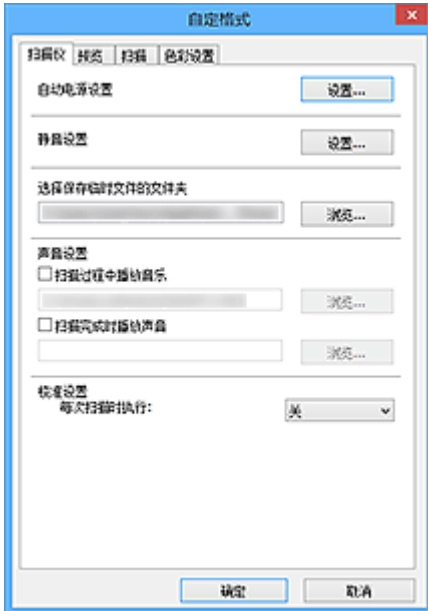 自定格式
扫描仪 预览 扫描 色彩设置
自动电源设置 设置...
静音设置 设置...
选择保存临时文件的文件夹
浏览...
声音设置
扫描过程中播放音乐
浏览...
扫描完成时播放声音
浏览...
校准设置
每次扫描时执行: 关
确定 取消